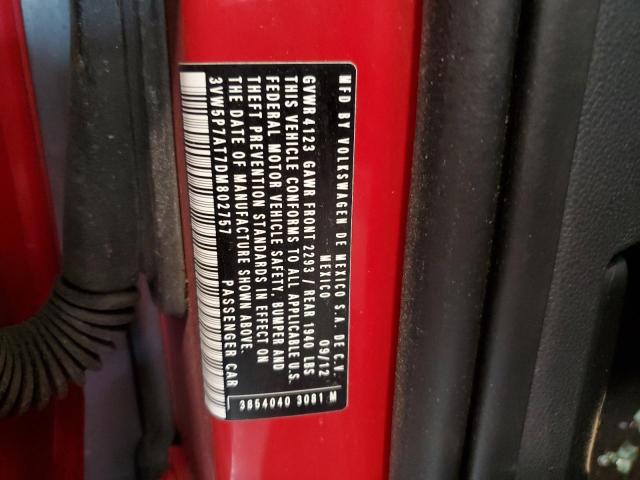 MFD BY VOLKSWAGEN DE MEXICO S.A. DE C.V.
MEXICO 09/12
GVWR 4123 GAWR FRONT 2293 / REAR 1940 LBS
THIS VEHICLE CONFORMS TO ALL APPLICABLE U.S.
FEDERAL MOTOR VEHICLE SAFETY, BUMPER AND
THEFT PREVENTION STANDARDS IN EFFECT ON
THE DATE OF MANUFACTURE SHOWN ABOVE.
3VW5P7AT7DM802757 PASSENGER CAR
3854040 3081 M